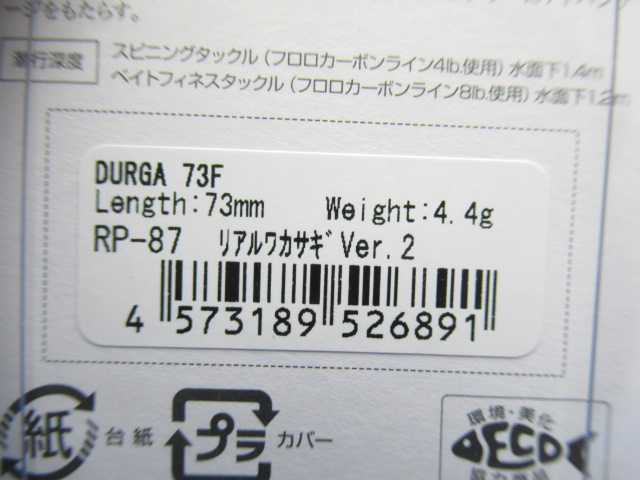 ージをもたらす。
潜行深度
スピニングタックル (フロロカーボンライン4lb.使用) 水面下1.4m
ベイトフィネスタックル (フロロカーボンライン8lb.使用) 水面下1.2m
DURGA 73F
Length:73mm Weight:4.4g
RP-87 ﾘｱﾙﾜｶｻｷﾞ Ver.2
4 573189 526891
紙 台紙
プラ カバー
環境・美化
ECO
協力商品